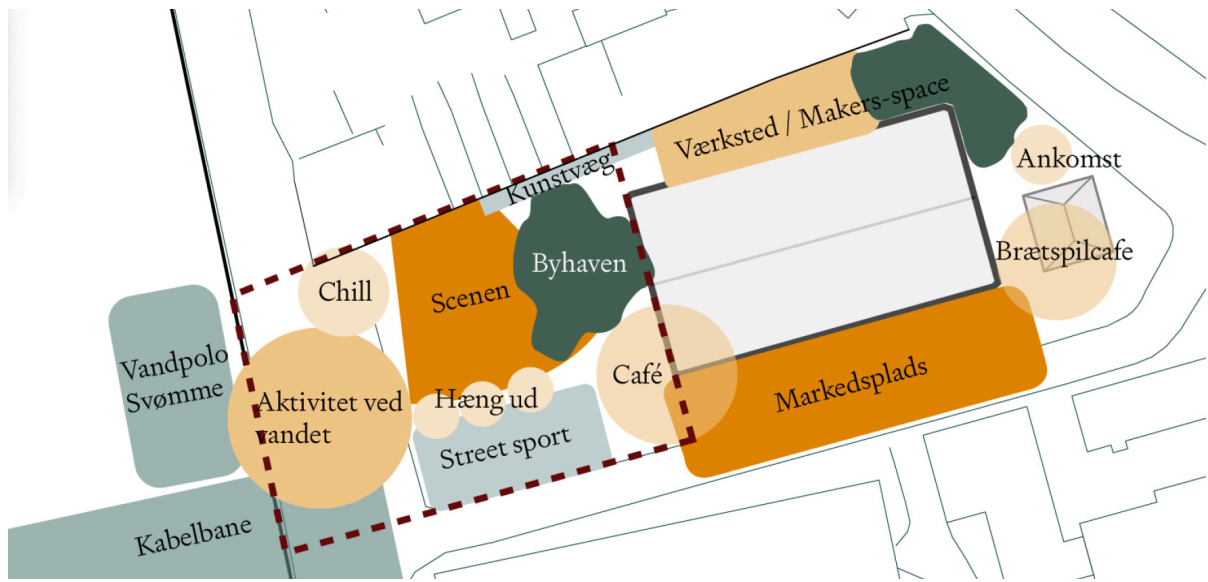 Værksted / Makers-space
Ankomst
Kunstvæg
Brætspilcafe
Byhaven
Chill
Scenen
Vandpolo
Svømme
Café
Markedsplads
Aktivitet ved
vandet
Hæng ud
Street sport
Kabelbane